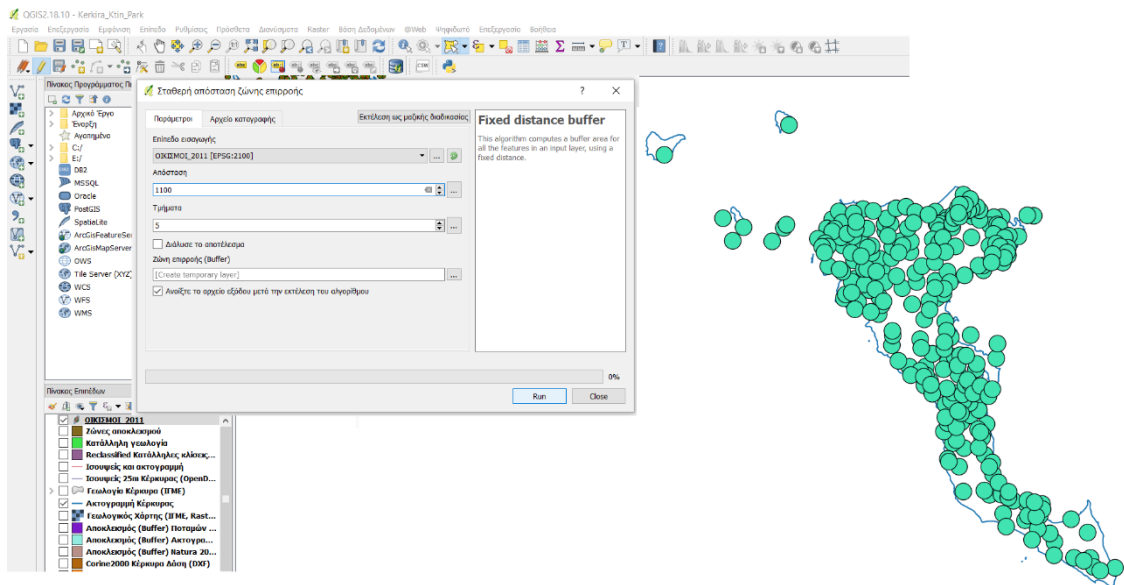 QGIS2.18.10 - Kerkira_Ktin_Park
Εργασία Επεξεργασία Εμφάνιση Επίπεδο Ρυθμίσεις Πρόσθετα Διανύσματα Raster Βάση Δεδομένων @Web Ψηφιδωτό Επεξεργασία Βοήθεια
CSW
Πίνακας Προγράμματος Πε
Αρχικό Έργο
Έναρξη
Αγαπημένα
C:/
E:/
DB2
MSSQL
Oracle
PostGIS
SpatiaLite
ArcGisFeatureSer
ArcGisMapServer
OWS
Tile Server (XYZ)
WCS
WFS
WMS
Σταθερή απόσταση ζώνης επιρροής
Παράμετροι Αρχείο καταγραφής Εκτέλεση ως μαζικής διαδικασίας
Επίπεδο εισαγωγής
ΟΙΚΙΣΜΟΙ_2011 [EPSG:2100]
Απόσταση
1100
Τμήματα
5
Διάλυσε το αποτέλεσμα
Ζώνη επιρροής (Buffer)
[Create temporary layer]
Ανοίξτε το αρχείο εξόδου μετά την εκτέλεση του αλγορίθμου
Fixed distance buffer
This algorithm computes a buffer area for
all the features in an input layer, using a
fixed distance.
0%
Run Close
Πίνακας Επιπέδων
ΟΙΚΙΣΜΟΙ 2011
Ζώνες αποκλεισμού
Κατάλληλη γεωλογία
Reclassified Κατάλληλες κλίσεις...
Ισουψείς και ακτογραμμή
Ισουψείς 25m Κέρκυρας (OpenD...
Γεωλογία Κέρκυρα (ΙΓΜΕ)
Ακτογραμμή Κέρκυρας
Γεωλογικός Χάρτης (ΙΓΜΕ, Rast...
Αποκλεισμός (Buffer) Ποταμών ...
Αποκλεισμός (Buffer) Ακτογρα...
Αποκλεισμός (Buffer) Natura 20...
Corine2000 Κέρκυρα Δάση (DXF)